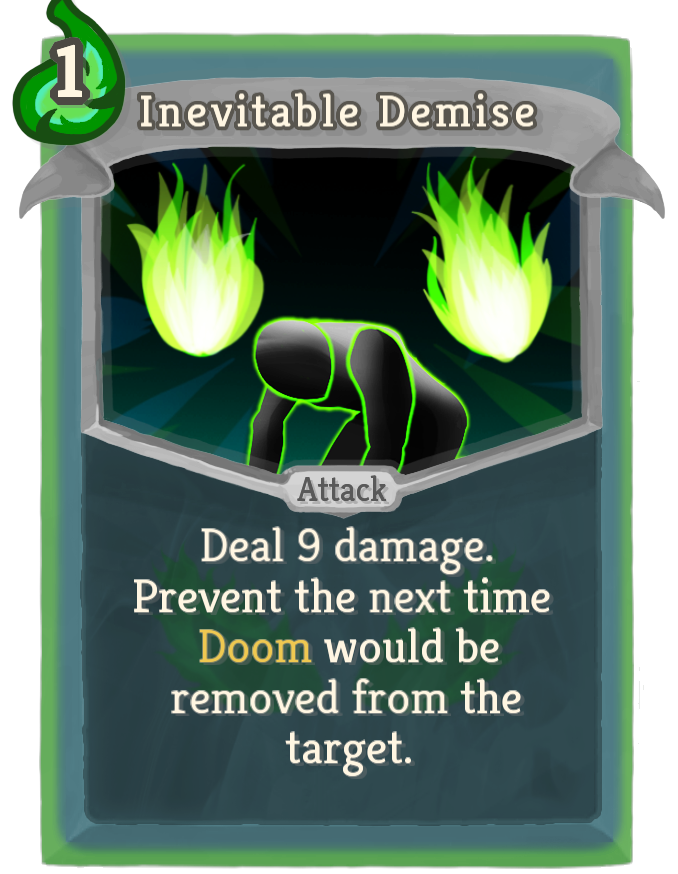 1
Inevitable Demise
Attack
Deal 9 damage.
Prevent the next time
Doom would be
removed from the
target.